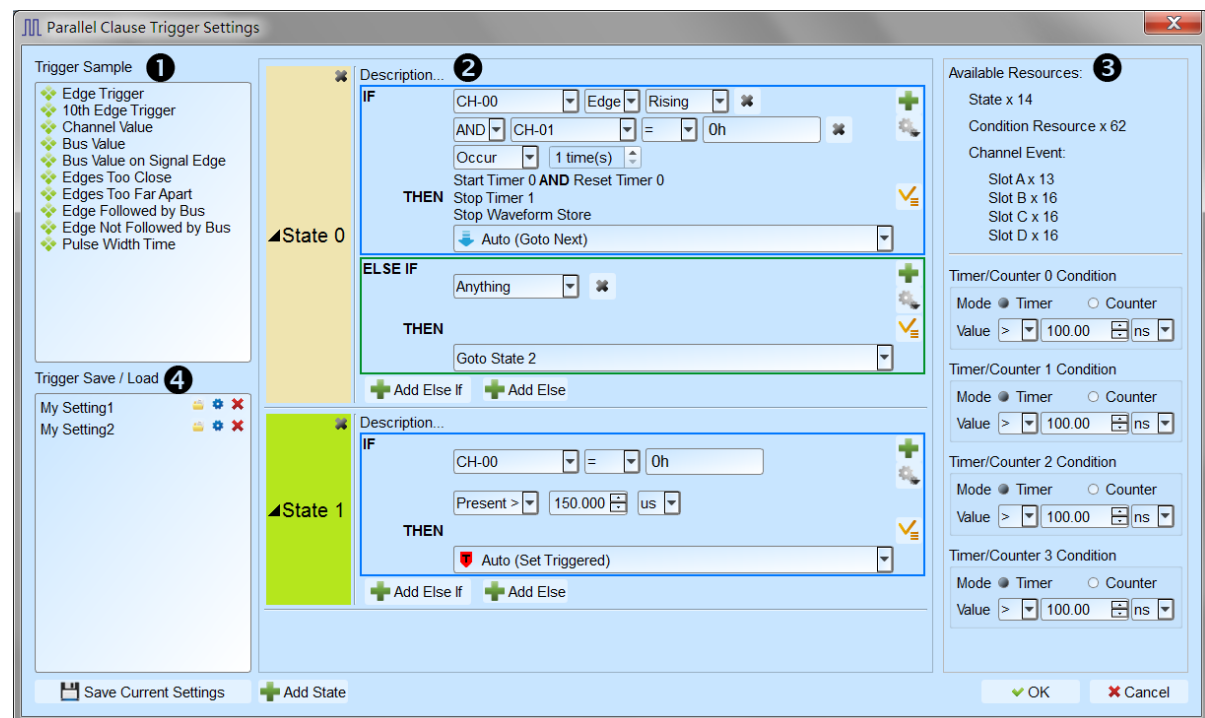 Parallel Clause Trigger Settings
X
Trigger Sample 1
Edge Trigger
10th Edge Trigger
Channel Value
Bus Value
Bus Value on Signal Edge
Edges Too Close
Edges Too Far Apart
Edge Followed by Bus
Edge Not Followed by Bus
Pulse Width Time
Trigger Save / Load 4
My Setting1
My Setting2
Save Current Settings
State 0
Description... 2
IF
CH-00 Edge Rising
AND CH-01 = 0h
Occur 1 time(s)
Start Timer 0 AND Reset Timer 0
THEN Stop Timer 1
Stop Waveform Store
Auto (Goto Next)
ELSE IF
Anything
THEN
Goto State 2
Add Else If Add Else
State 1
Description...
IF
CH-00 = 0h
Present > 150.000 us
THEN
T Auto (Set Triggered)
Add Else If Add Else
Add State
Available Resources: 3
State x 14
Condition Resource x 62
Channel Event:
Slot A x 13
Slot B x 16
Slot C x 16
Slot D x 16
Timer/Counter 0 Condition
Mode Timer Counter
Value > 100.00 ns
Timer/Counter 1 Condition
Mode Timer Counter
Value > 100.00 ns
Timer/Counter 2 Condition
Mode Timer Counter
Value > 100.00 ns
Timer/Counter 3 Condition
Mode Timer Counter
Value > 100.00 ns
OK Cancel